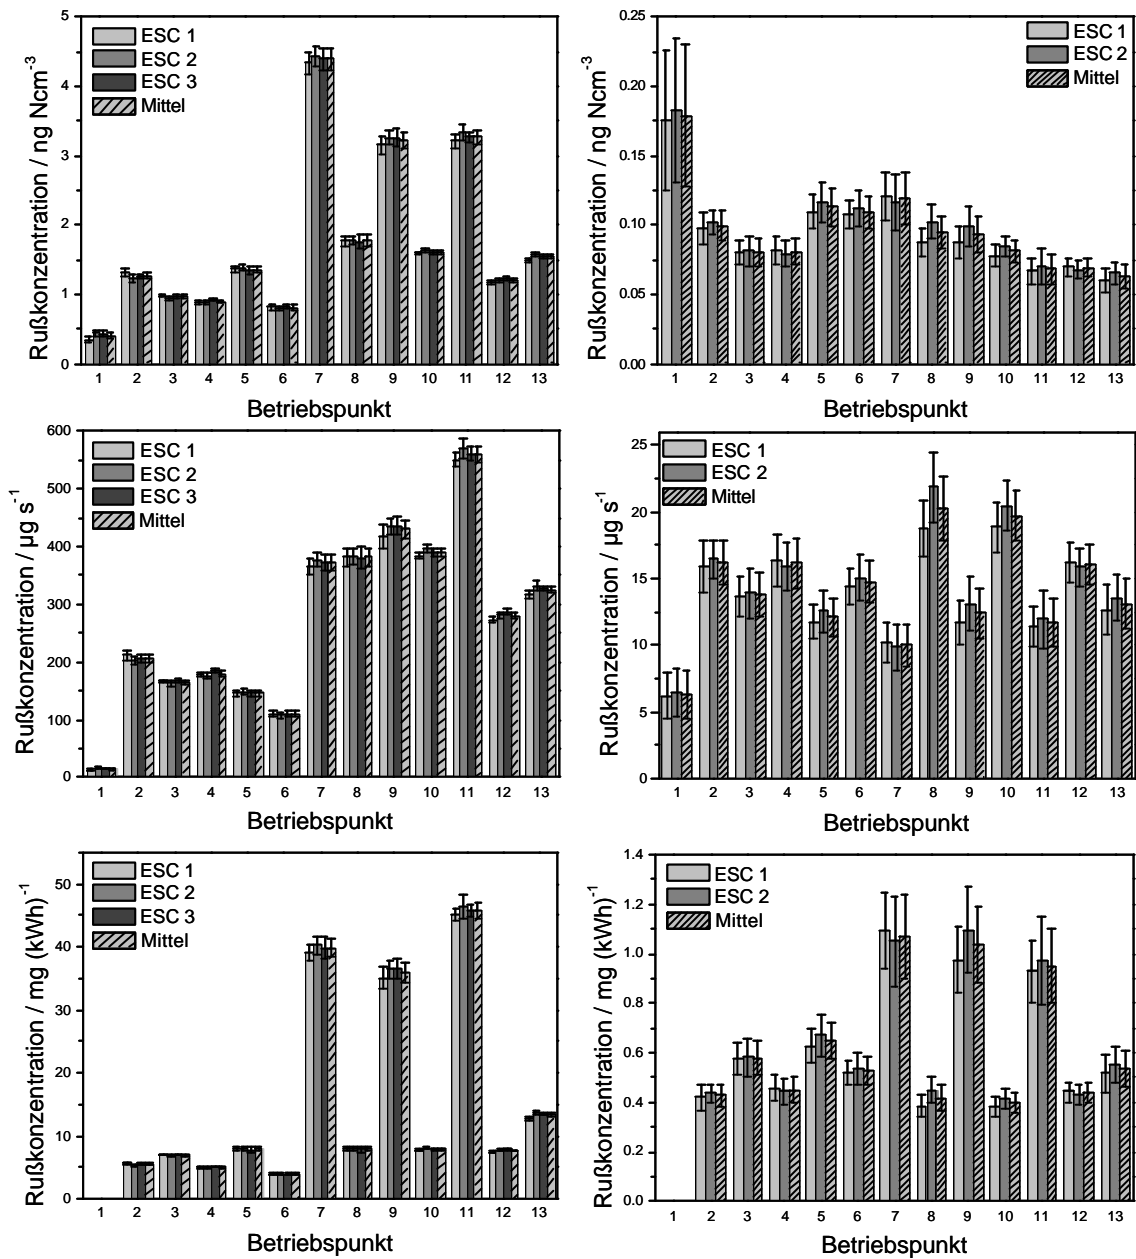 Rußkonzentration / ng Ncm-3
5
4
3
2
1
0
ESC 1
ESC 2
ESC 3
Mittel
1 2 3 4 5 6 7 8 9 10 11 12 13
Betriebspunkt
Rußkonzentration / ng Ncm-3
0.25
0.20
0.15
0.10
0.05
0.00
ESC 1
ESC 2
Mittel
1 2 3 4 5 6 7 8 9 10 11 12 13
Betriebspunkt
Rußkonzentration / µg s-1
600
500
400
300
200
100
0
ESC 1
ESC 2
ESC 3
Mittel
1 2 3 4 5 6 7 8 9 10 11 12 13
Betriebspunkt
Rußkonzentration / µg s-1
25
20
15
10
5
0
ESC 1
ESC 2
Mittel
1 2 3 4 5 6 7 8 9 10 11 12 13
Betriebspunkt
Rußkonzentration / mg (kWh)-1
50
40
30
20
10
0
ESC 1
ESC 2
ESC 3
Mittel
1 2 3 4 5 6 7 8 9 10 11 12 13
Betriebspunkt
Rußkonzentration / mg (kWh)-1
1.4
1.2
1.0
0.8
0.6
0.4
0.2
0.0
ESC 1
ESC 2
Mittel
1 2 3 4 5 6 7 8 9 10 11 12 13
Betriebspunkt